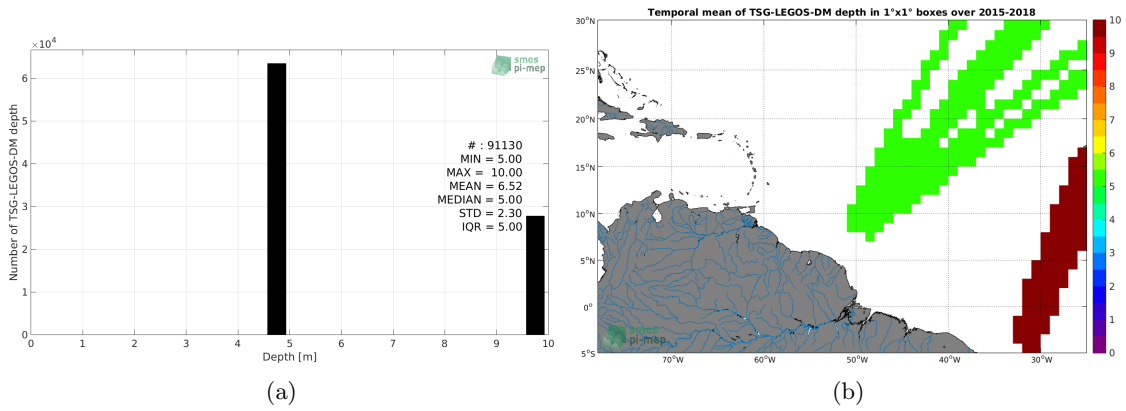 ×10⁴
smos
pi-mep
# : 91130
MIN = 5.00
MAX = 10.00
MEAN = 6.52
MEDIAN = 5.00
STD = 2.30
IQR = 5.00
Number of TSG-LEGOS-DM depth
6
5
4
3
2
1
0
0 1 2 3 4 5 6 7 8 9 10
Depth [m]
(a)
Temporal mean of TSG-LEGOS-DM depth in 1°x1° boxes over 2015-2018
30°N
25°N
20°N
15°N
10°N
5°N
0°
5°S
70°W 60°W 50°W 40°W 30°W
smos
pi-mep
10
9
8
7
6
5
4
3
2
1
0
(b)